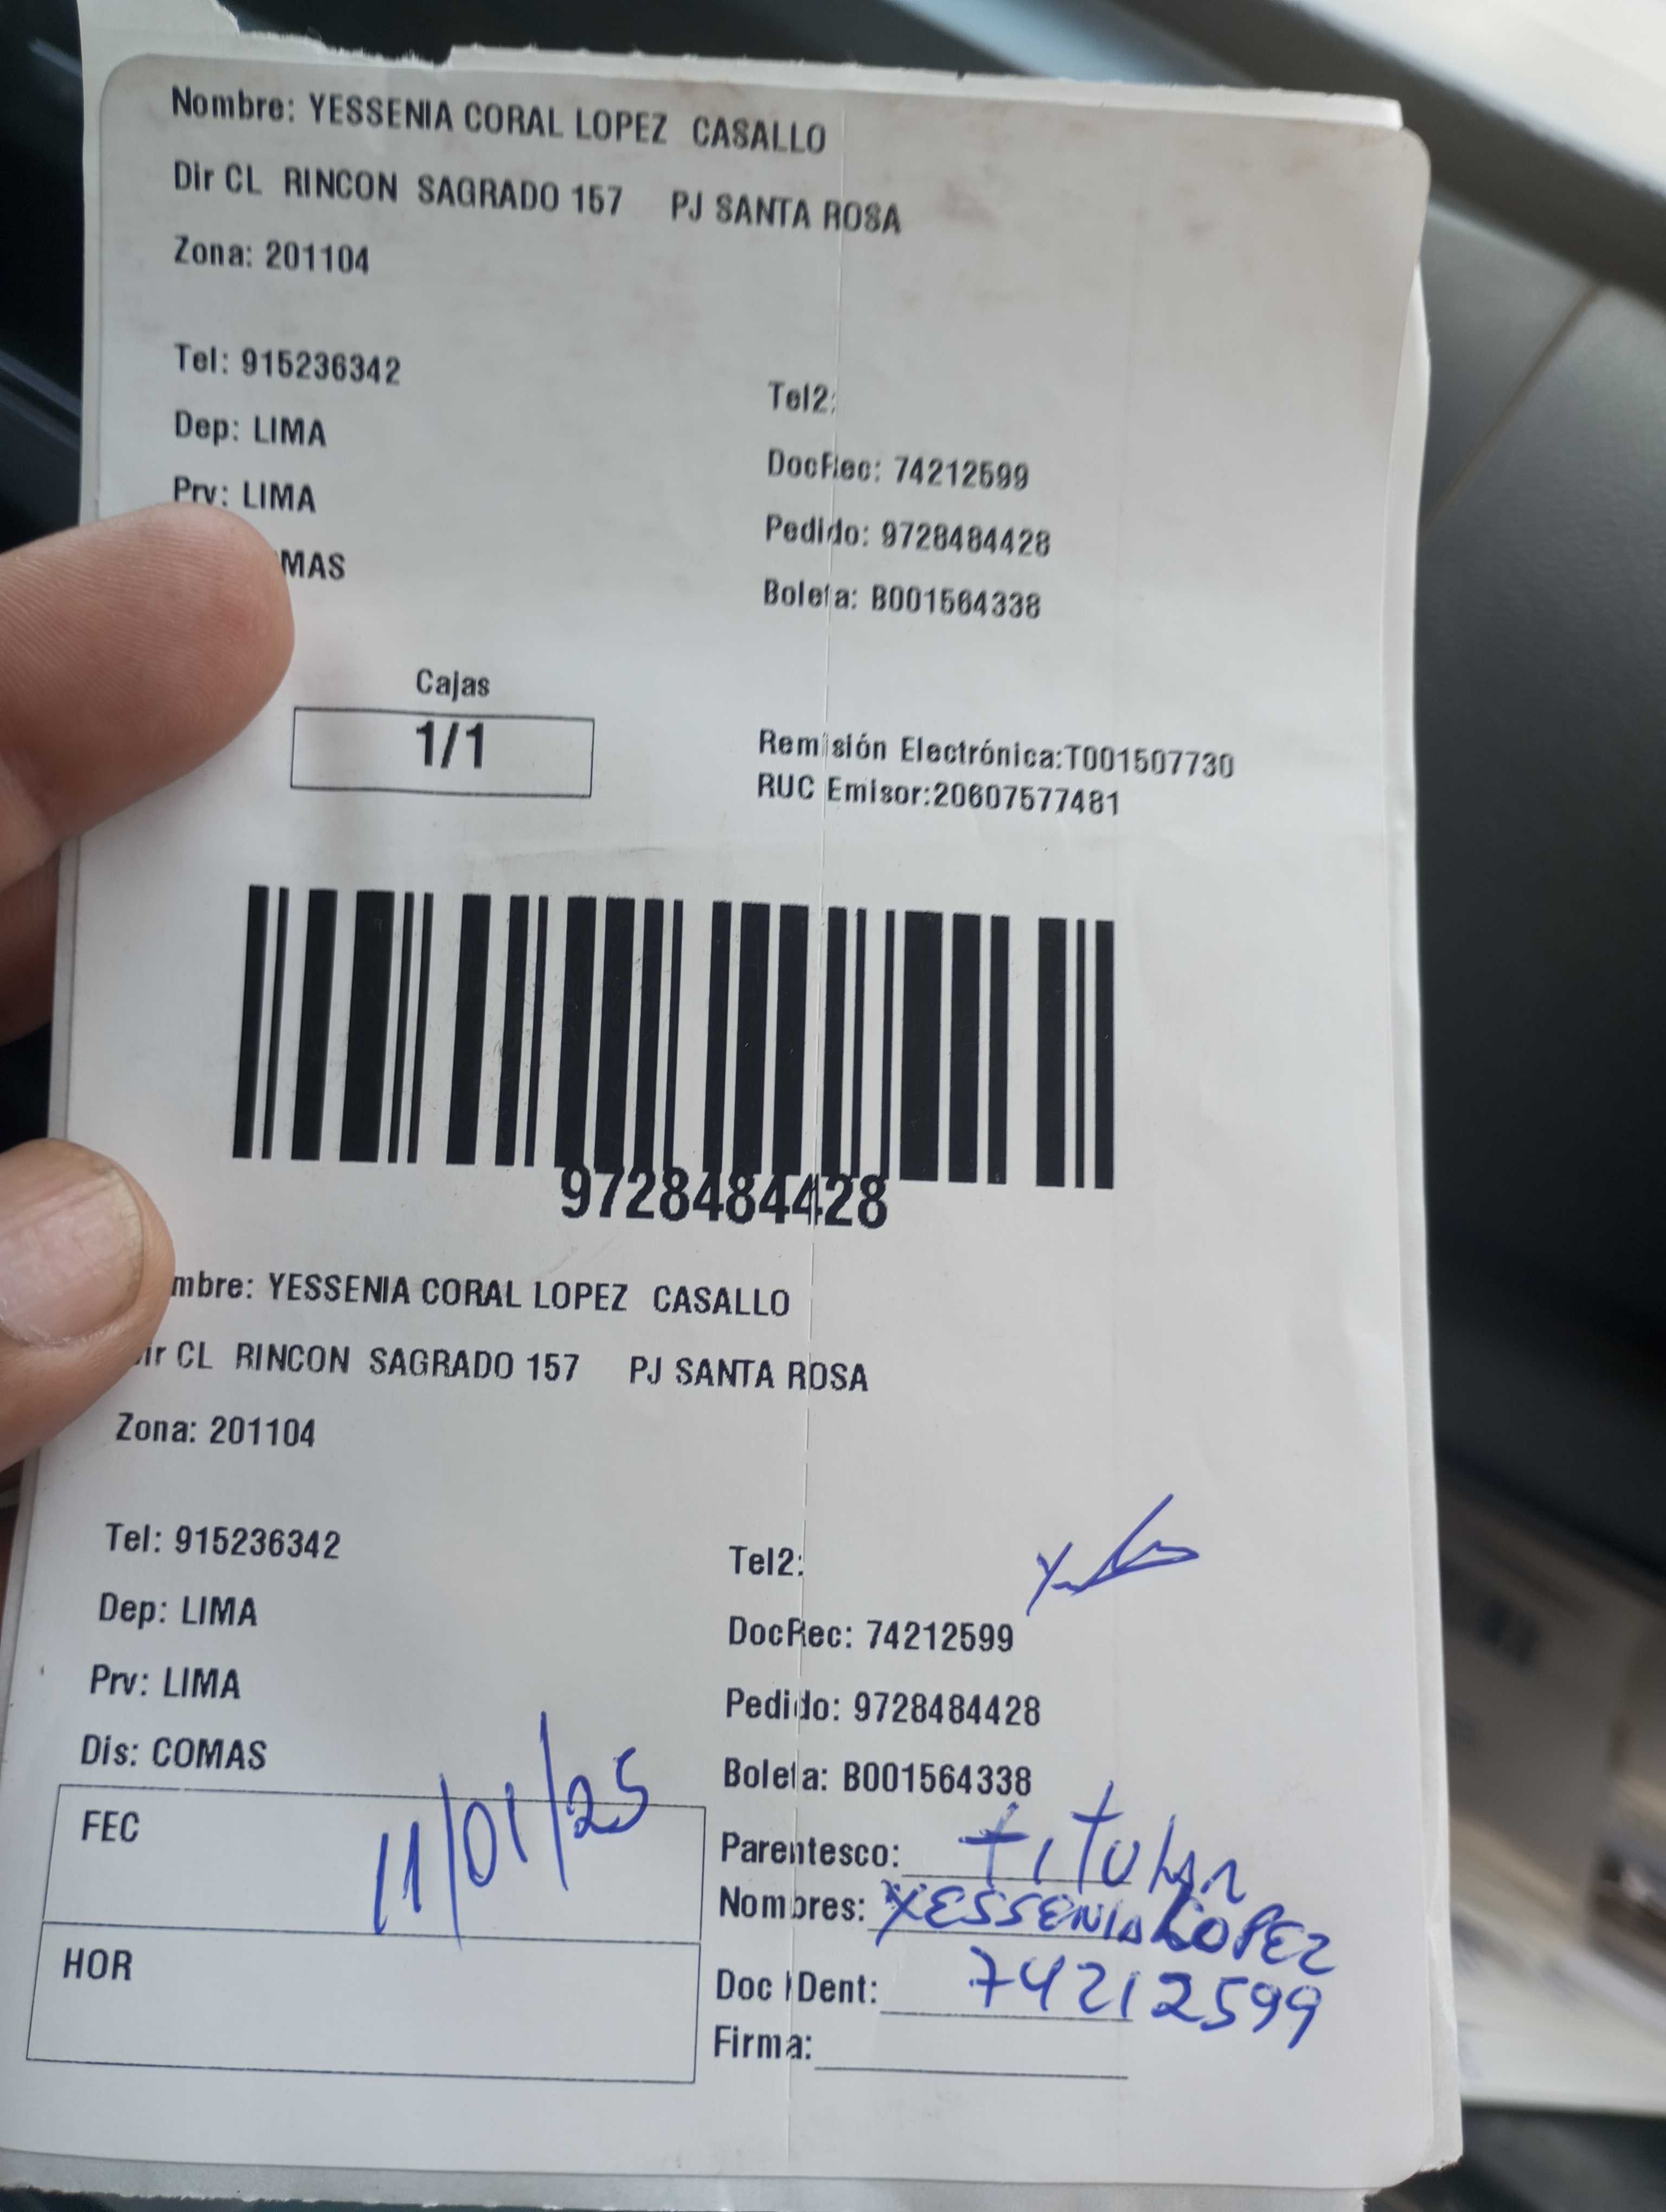 Nombre: YESSENIA CORAL LOPEZ CASALLO
Dir CL RINCON SAGRADO 157 PJ SANTA ROSA
Zona: 201104
Tel: 915236342
Tel2:
Dep: LIMA
DocRec: 74212599
Prv: LIMA
Pedido: 9728484428
MAS
Boleta: B001564338
Cajas
1/1
Remisión Electrónica:T001507730
RUC Emisor:20607577481
9728484428
mbre: YESSENIA CORAL LOPEZ CASALLO
Dir CL RINCON SAGRADO 157 PJ SANTA ROSA
Zona: 201104
Tel: 915236342
Tel2:
Dep: LIMA
DocRec: 74212599
Prv: LIMA
Pedido: 9728484428
Dis: COMAS
Boleta: B001564338
FEC 11/01/25
Parentesco: titular
Nombres: YESSENIA LOPEZ
HOR
Doc IDent: 74212599
Firma: